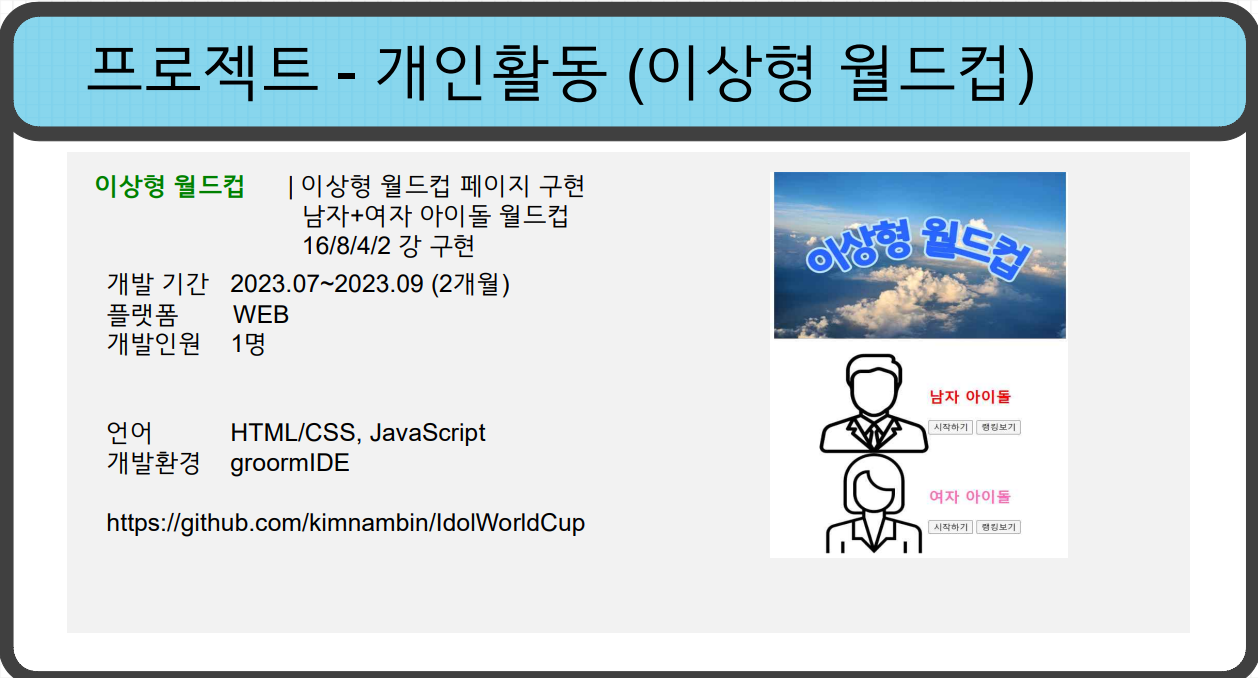 프로젝트 - 개인활동 (이상형 월드컵)
이상형 월드컵 | 이상형 월드컵 페이지 구현
남자+여자 아이돌 월드컵
16/8/4/2 강 구현
개발 기간 2023.07~2023.09 (2개월)
플랫폼 WEB
개발인원 1명
언어 HTML/CSS, JavaScript
개발환경 groormIDE
https://github.com/kimnambin/IdolWorldCup
이상형 월드컵
남자 아이돌
시작하기 랭킹보기
여자 아이돌
시작하기 랭킹보기